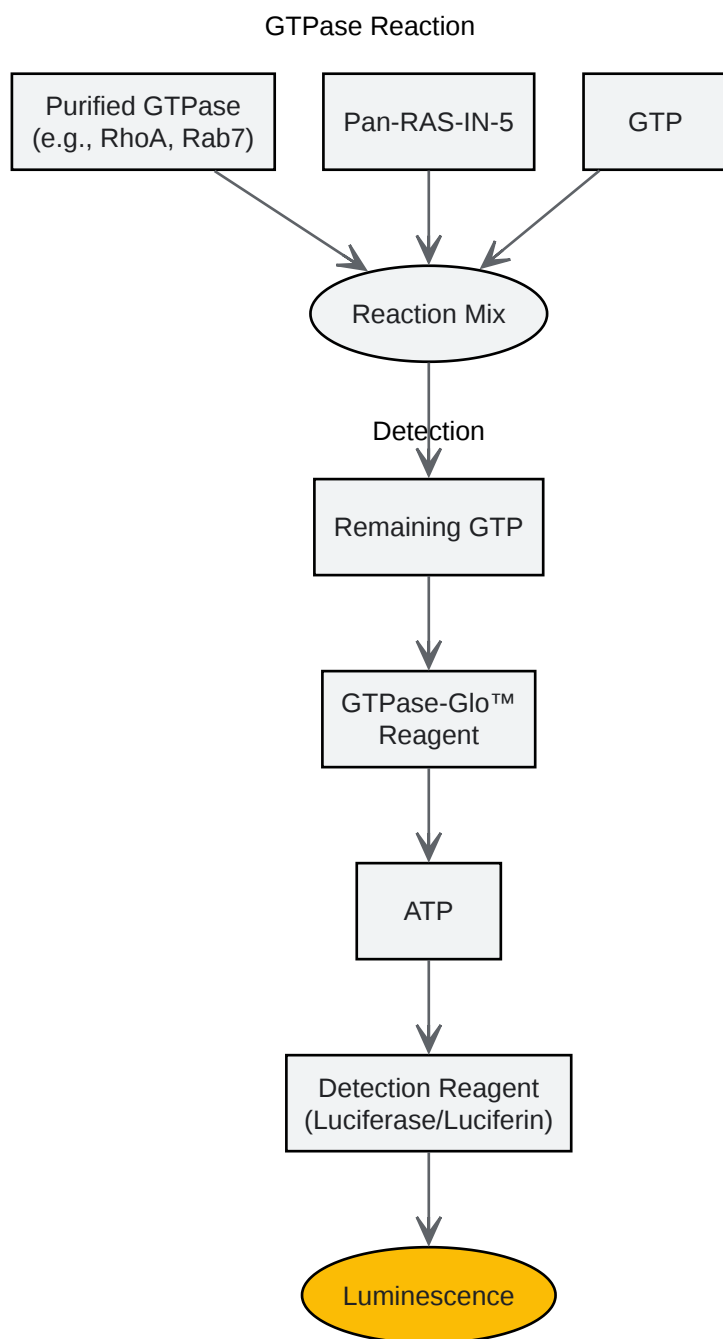 GTPase Reaction
Purified GTPase
(e.g., RhoA, Rab7)
Pan-RAS-IN-5
GTP
Reaction Mix
Detection
Remaining GTP
GTPase-Glo™
Reagent
ATP
Detection Reagent
(Luciferase/Luciferin)
Luminescence